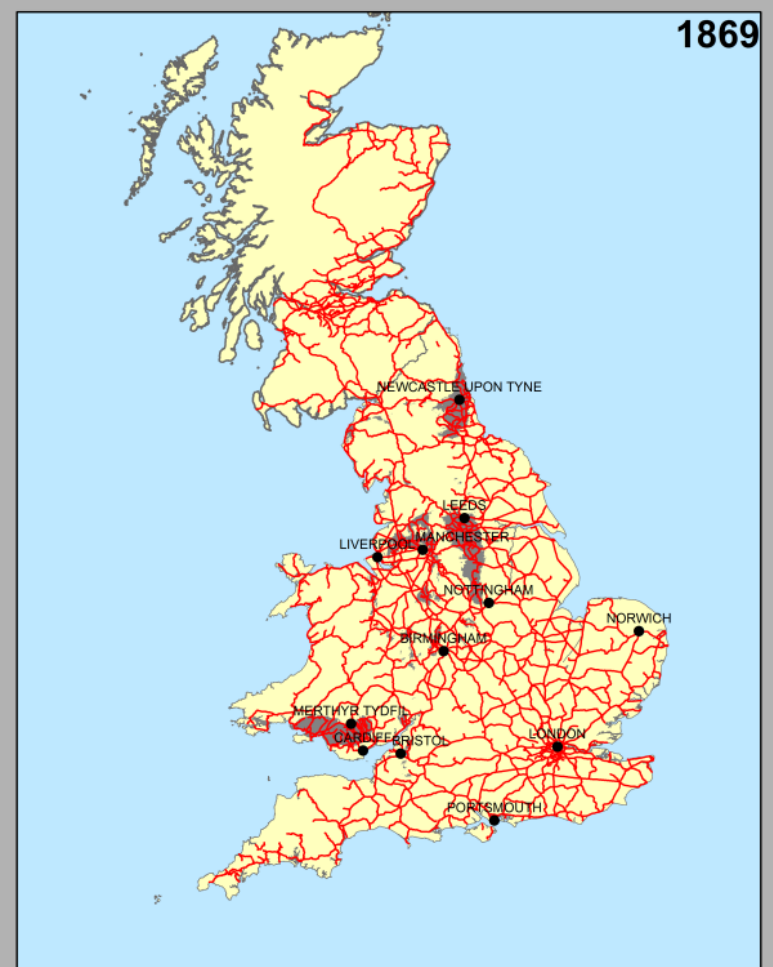 1869
NEWCASTLE UPON TYNE
LEEDS
MANCHESTER
LIVERPOOL
NOTTINGHAM
NORWICH
BIRMINGHAM
MERTHYR TYDFIL
CARDIFF
BRISTOL
LONDON
PORTSMOUTH